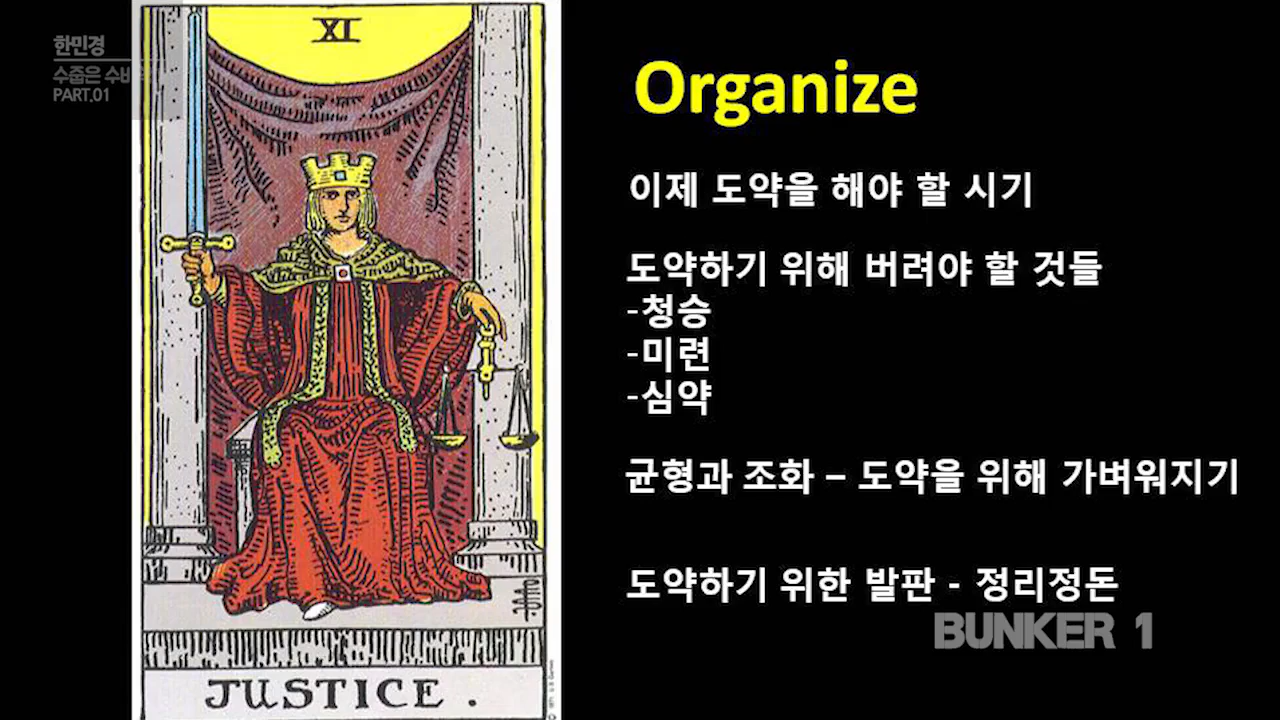 한민경
수줍은
PART.01
XI
JUSTICE .
Organize
이제 도약을 해야 할 시기
도약하기 위해 버려야 할 것들
-청승
-미련
-심약
균형과 조화 – 도약을 위해 가벼워지기
도약하기 위한 발판 - 정리정돈
BUNKER 1